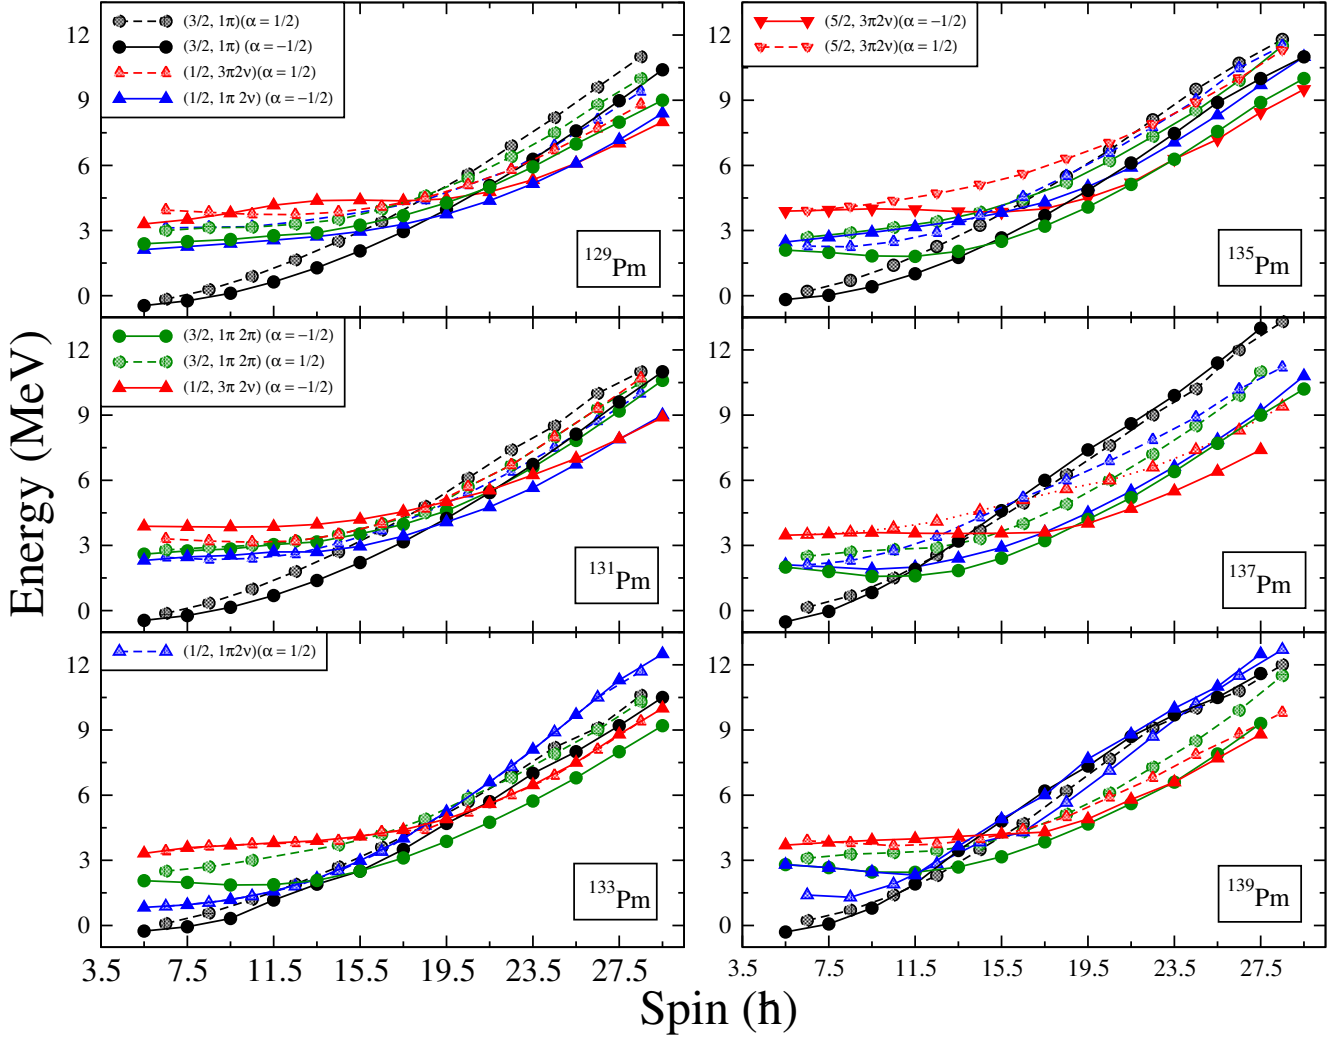 (3/2, 1π)(α = 1/2)
(3/2, 1π) (α = −1/2)
(1/2, 3π2ν)(α = 1/2)
(1/2, 1π 2ν) (α = −1/2)
(5/2, 3π2ν)(α = −1/2)
(5/2, 3π2ν)(α = 1/2)
12
9
6
3
0
12
9
6
3
0
¹²⁹Pm
¹³⁵Pm
(3/2, 1π 2π) (α = −1/2)
(3/2, 1π 2π) (α = 1/2)
(1/2, 3π 2ν) (α = −1/2)
12
9
6
3
0
12
9
6
3
0
¹³¹Pm
¹³⁷Pm
(1/2, 1π2ν)(α = 1/2)
12
9
6
3
0
12
9
6
3
0
¹³³Pm
¹³⁹Pm
3.5 7.5 11.5 15.5 19.5 23.5 27.5
3.5 7.5 11.5 15.5 19.5 23.5 27.5
Energy (MeV)
Spin (ħ)